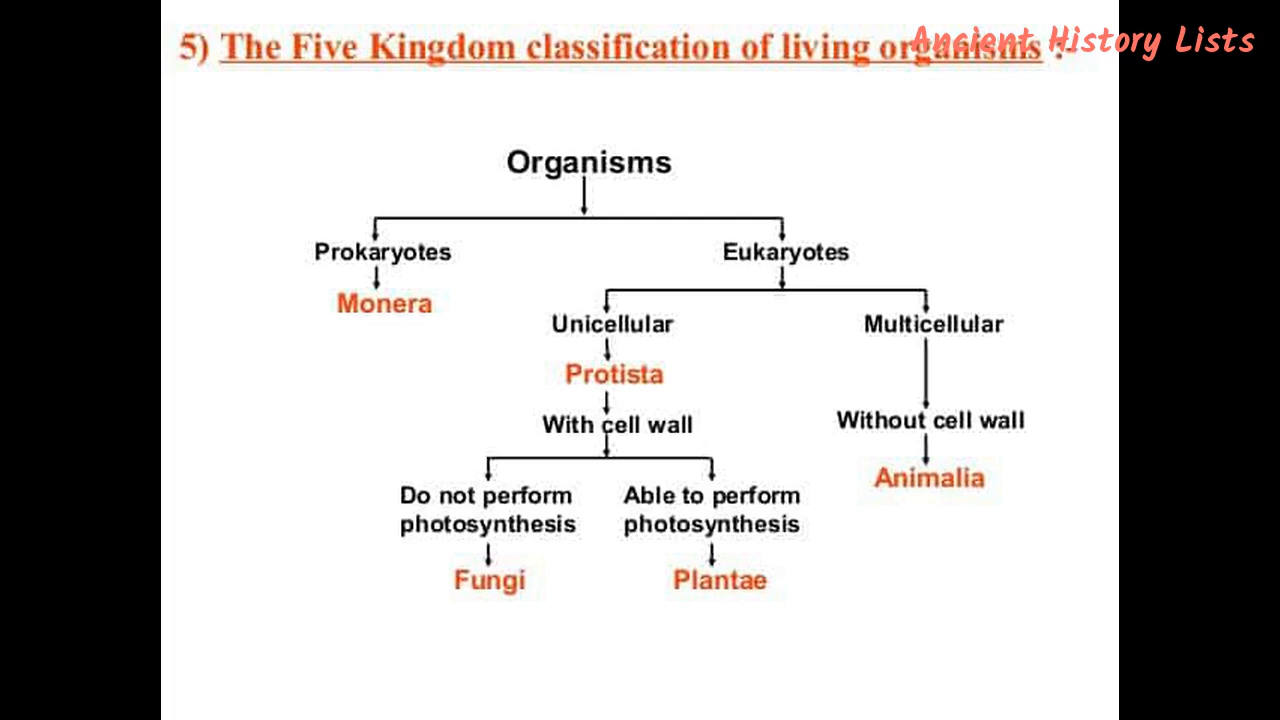 5) The Five Kingdom classification of living organisms :-
Ancient History Lists
Organisms
Prokaryotes
Eukaryotes
Monera
Unicellular
Multicellular
Protista
With cell wall
Without cell wall
Animalia
Do not perform
photosynthesis
Able to perform
photosynthesis
Fungi
Plantae